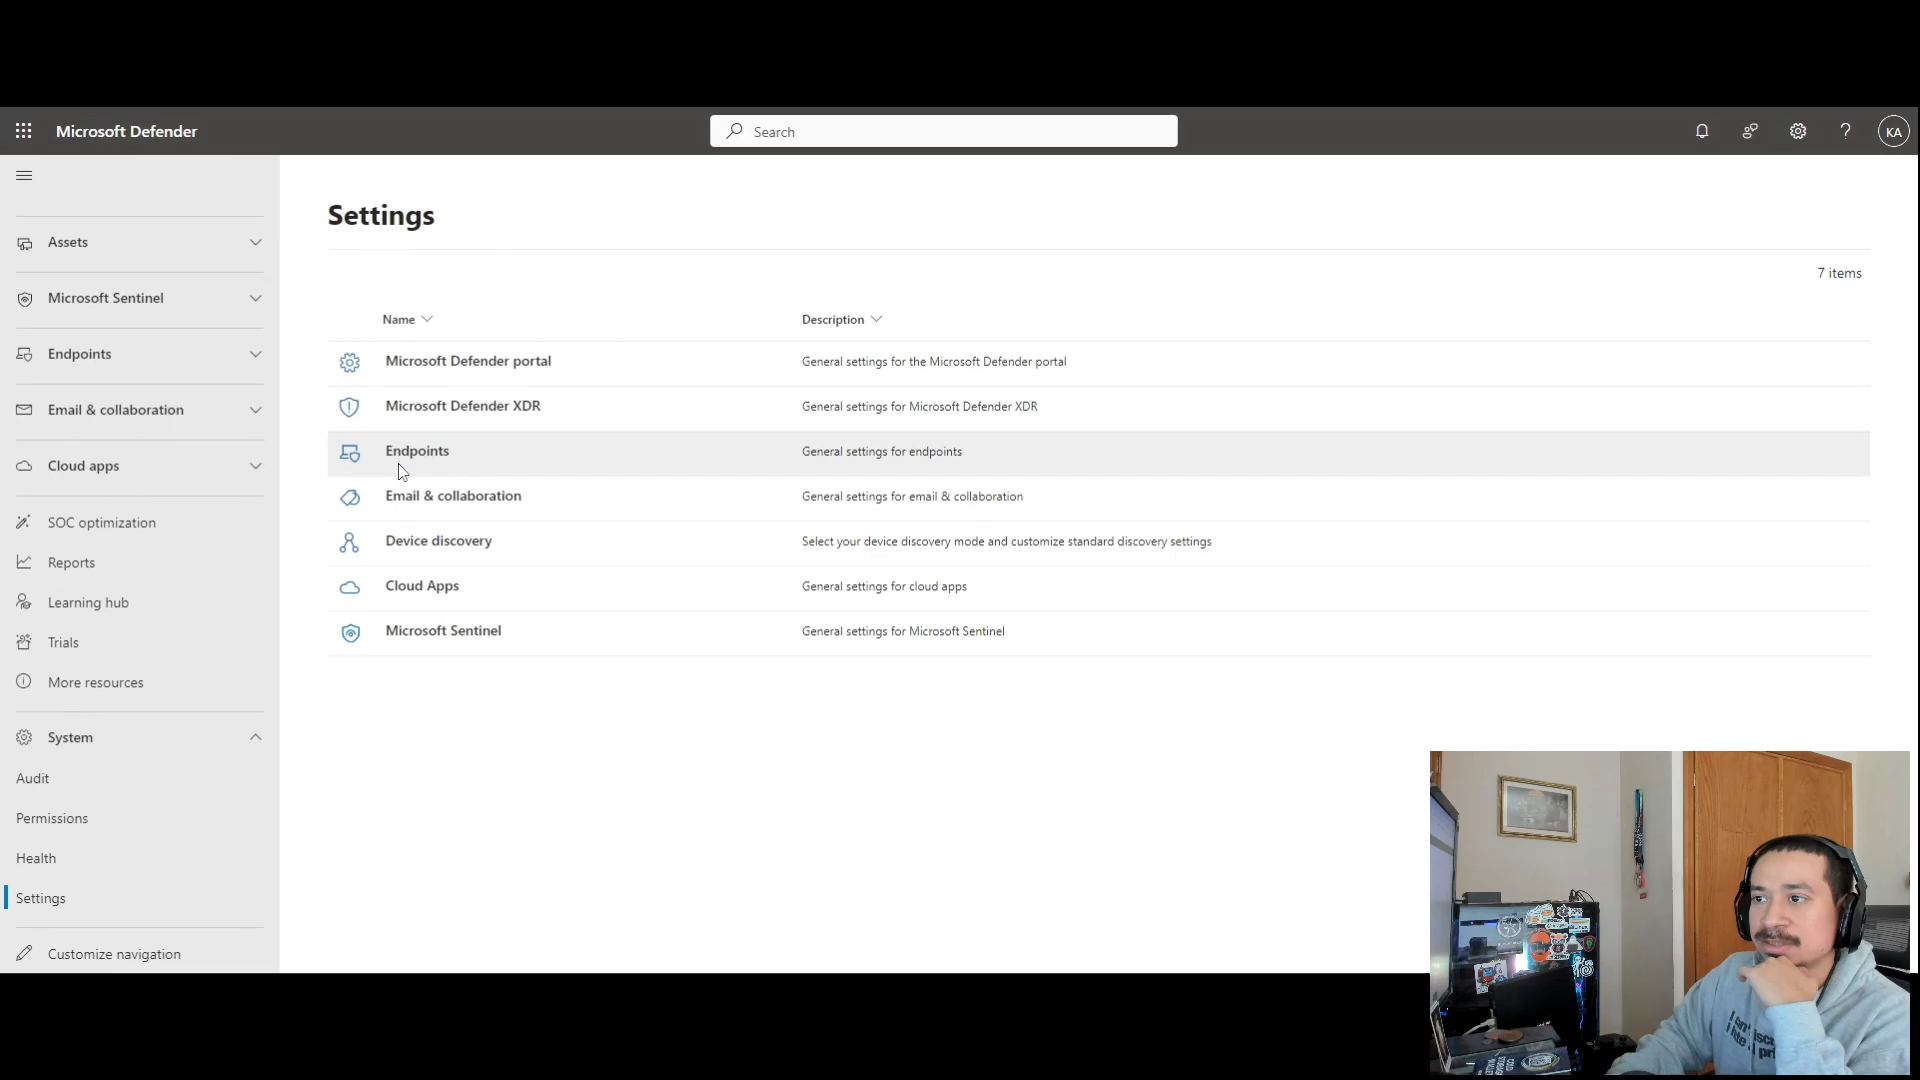 Microsoft Defender
Search
KA
Assets
Microsoft Sentinel
Endpoints
Email & collaboration
Cloud apps
SOC optimization
Reports
Learning hub
Trials
More resources
System
Audit
Permissions
Health
Settings
Customize navigation
Settings
7 items
Name Description
Microsoft Defender portal General settings for the Microsoft Defender portal
Microsoft Defender XDR General settings for Microsoft Defender XDR
Endpoints General settings for endpoints
Email & collaboration General settings for email & collaboration
Device discovery Select your device discovery mode and customize standard discovery settings
Cloud Apps General settings for cloud apps
Microsoft Sentinel General settings for Microsoft Sentinel